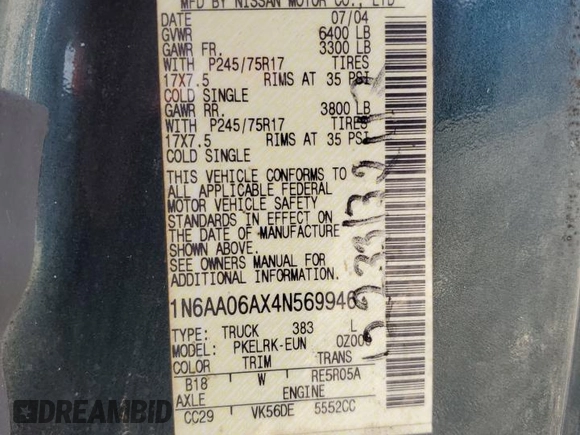 MFD BY NISSAN MOTOR CO., LTD
DATE 07/04
GVWR 6400 LB
GAWR FR. 3300 LB
WITH P245/75R17 TIRES
17X7.5 RIMS AT 35 PSI
COLD SINGLE
GAWR RR. 3800 LB
WITH P245/75R17 TIRES
17X7.5 RIMS AT 35 PSI
COLD SINGLE
THIS VEHICLE CONFORMS TO
ALL APPLICABLE FEDERAL
MOTOR VEHICLE SAFETY
STANDARDS IN EFFECT ON
THE DATE OF MANUFACTURE
SHOWN ABOVE.
SEE OWNERS MANUAL FOR
ADDITIONAL INFORMATION.
1N6AA06AX4N569946
TYPE: TRUCK 383 L
MODEL: PKELRK-EUN
COLOR TRIM TRANS
B18 W RE5R05A
AXLE ENGINE
CC29 VK56DE 5552CC
DREAMBID